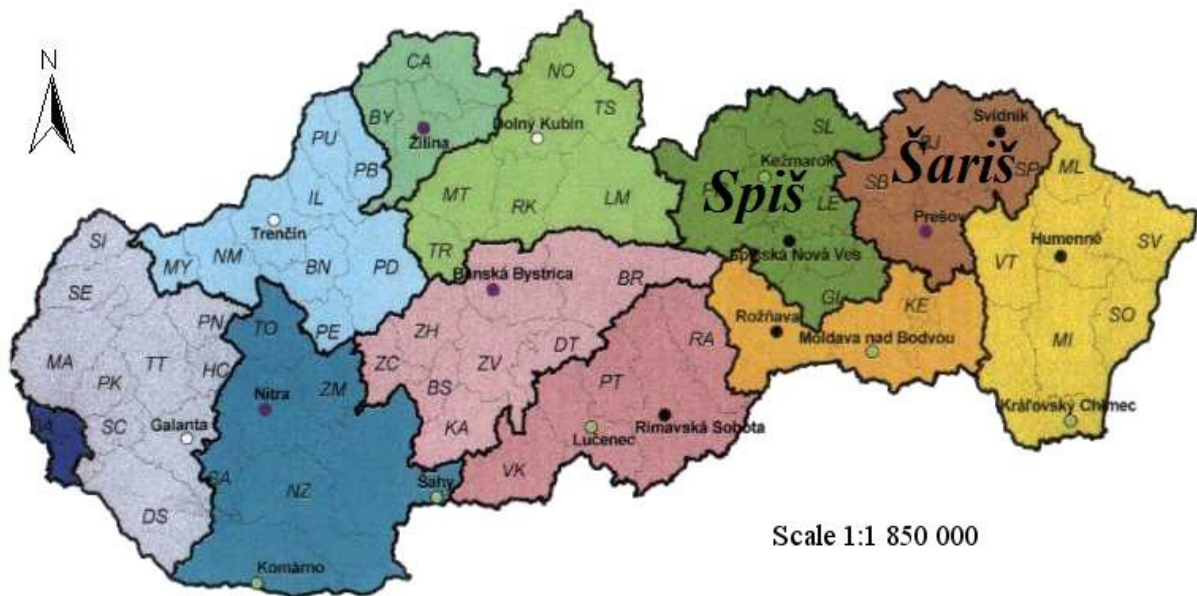 N
CA
NO
TS
BY
Žilina
Dolný Kubín
PU
PB
SL
Svidník
BJ
Kežmarok
Šariš
SP
ML
SB
Spiš
LE
IL
MT
RK
LM
Trenčín
Prešov
SI
MY
NM
BN
PD
TR
Banská Bystrica
BR
Spišská Nová Ves
Humenné
SV
VT
SE
PN
TO
PE
ZH
DT
GL
KE
SO
Rožňava
Moldava nad Bodvou
MI
MA
TT
HC
ZM
ZC
ZV
RA
PK
BS
PT
Nitra
SC
Galanta
KA
Lučenec
Rimavská Sobota
Kráľovský Chlmec
NZ
Šahy
VK
DS
Komárno
Scale 1:1 850 000